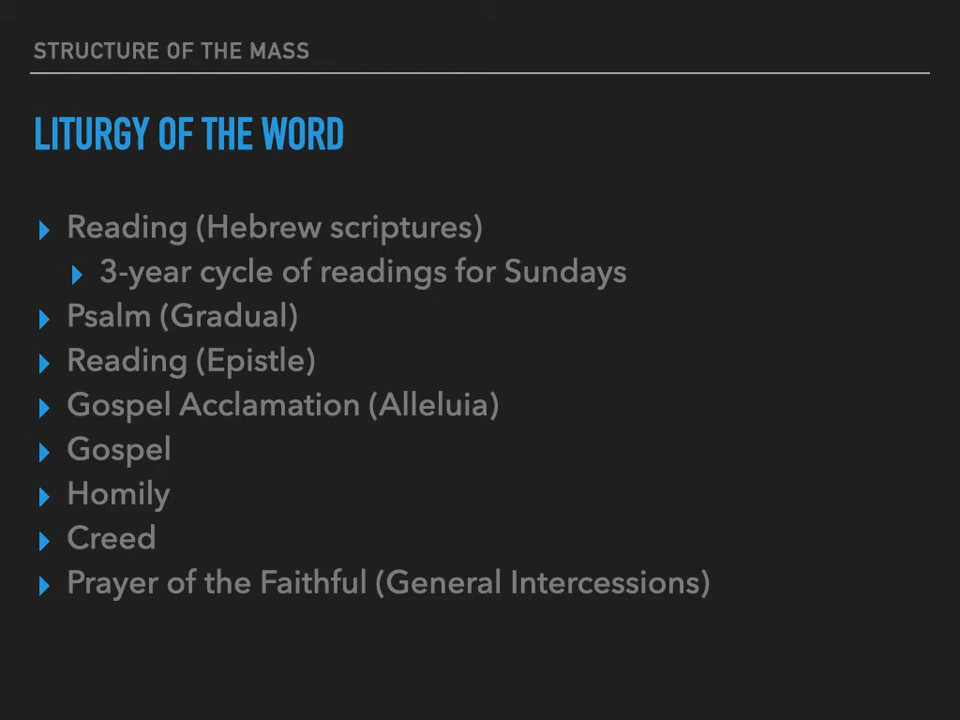 STRUCTURE OF THE MASS
LITURGY OF THE WORD
Reading (Hebrew scriptures)
3-year cycle of readings for Sundays
Psalm (Gradual)
Reading (Epistle)
Gospel Acclamation (Alleluia)
Gospel
Homily
Creed
Prayer of the Faithful (General Intercessions)